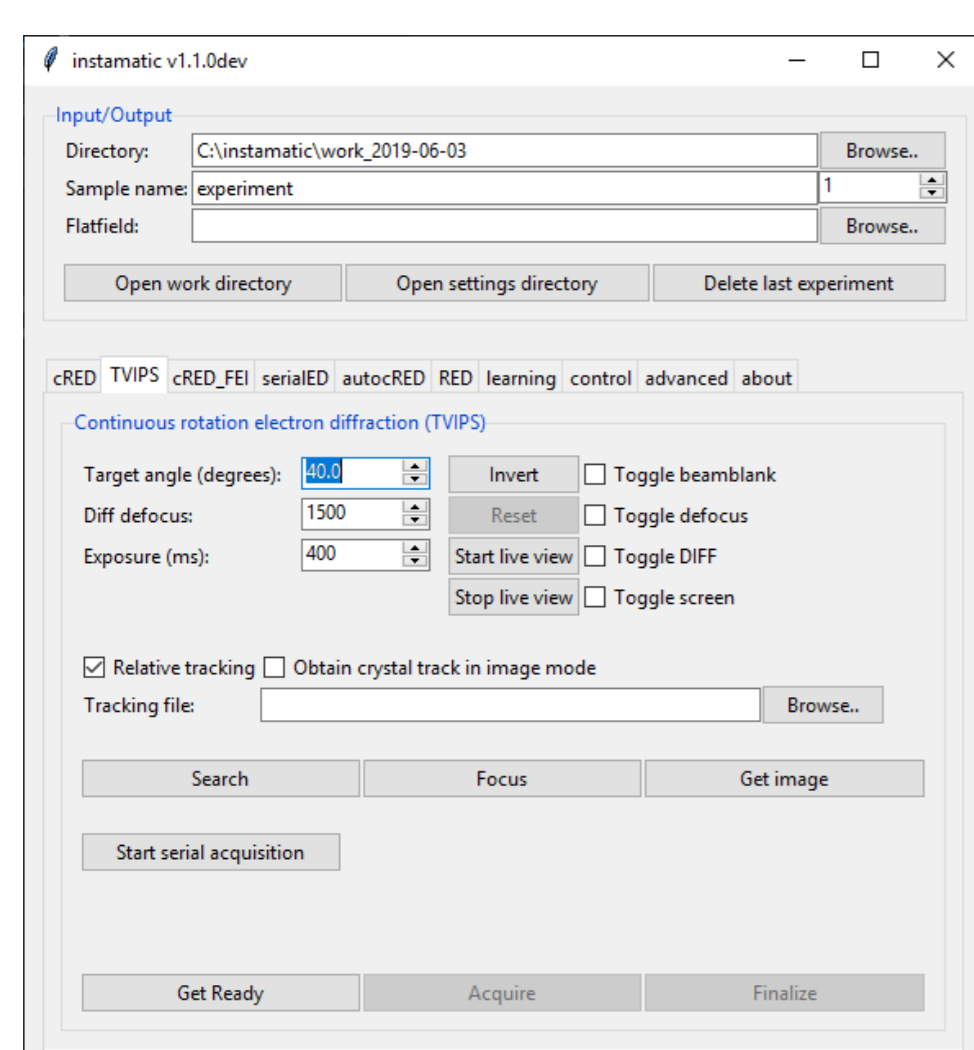 instamatic v1.1.0dev
Input/Output
Directory: C:\instamatic\work_2019-06-03 Browse..
Sample name: experiment 1
Flatfield: Browse..
Open work directory Open settings directory Delete last experiment
cRED TVIPS cRED_FEI serialED autocRED RED learning control advanced about
Continuous rotation electron diffraction (TVIPS)
Target angle (degrees): 40.0 Invert Toggle beamblank
Diff defocus: 1500 Reset Toggle defocus
Exposure (ms): 400 Start live view Toggle DIFF
Stop live view Toggle screen
Relative tracking Obtain crystal track in image mode
Tracking file: Browse..
Search Focus Get image
Start serial acquisition
Get Ready Acquire Finalize